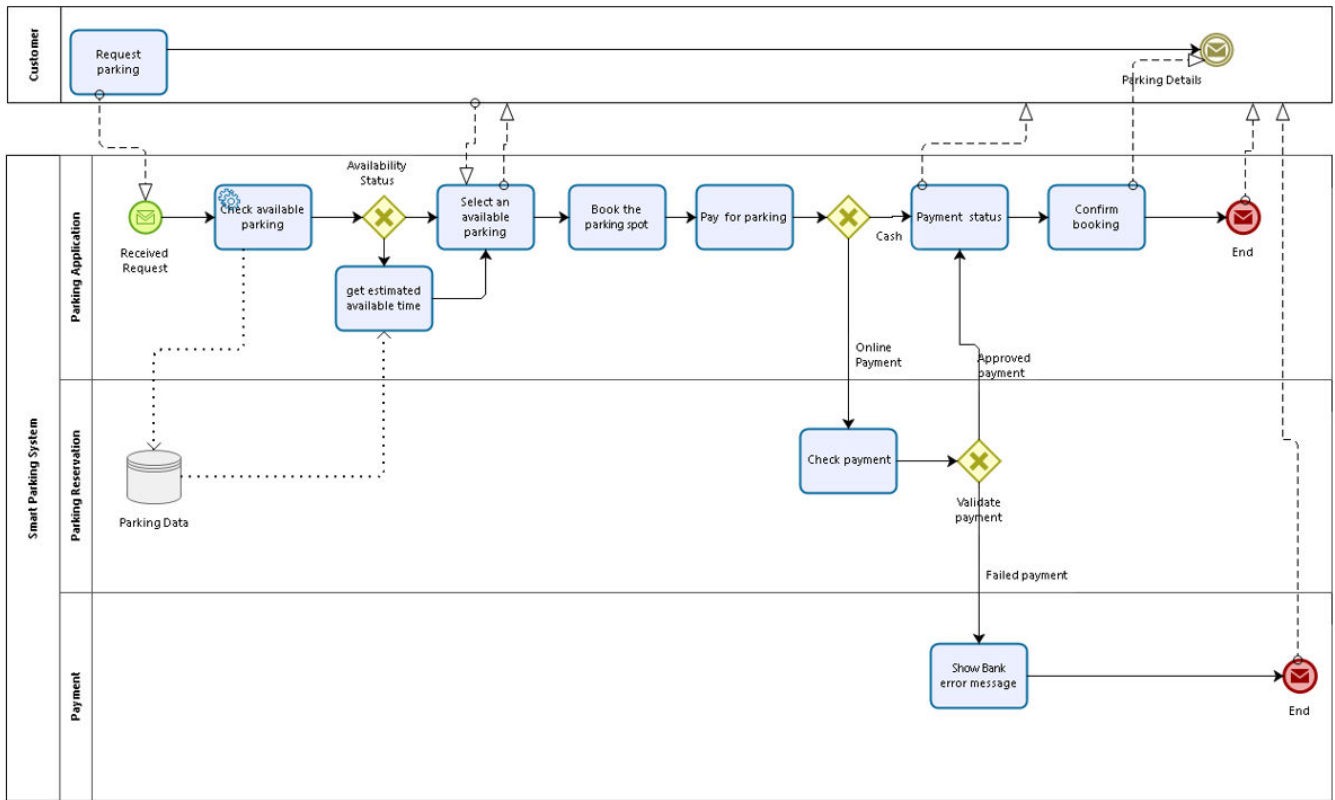 Customer
Request
parking
Parking Details
Smart Parking System
Parking Application
Received
Request
Check available
parking
Availability
Status
get estimated
available time
Select an
available
parking
Book the
parking spot
Pay for parking
Cash
Online
Payment
Payment status
Approved
payment
Confirm
booking
End
Parking Reservation
Parking Data
Check payment
Validate
payment
Failed payment
Payment
Show Bank
error message
End